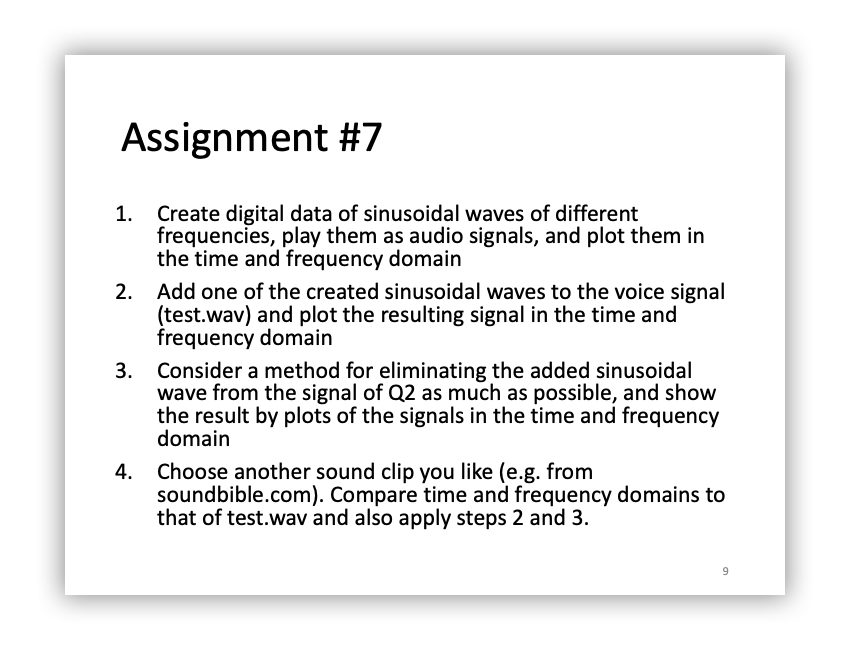 Assignment #7
1. Create digital data of sinusoidal waves of different
frequencies, play them as audio signals, and plot them in
the time and frequency domain
2. Add one of the created sinusoidal waves to the voice signal
(test.wav) and plot the resulting signal in the time and
frequency domain
3. Consider a method for eliminating the added sinusoidal
wave from the signal of Q2 as much as possible, and show
the result by plots of the signals in the time and frequency
domain
4. Choose another sound clip you like (e.g. from
soundbible.com). Compare time and frequency domains to
that of test.wav and also apply steps 2 and 3.
9